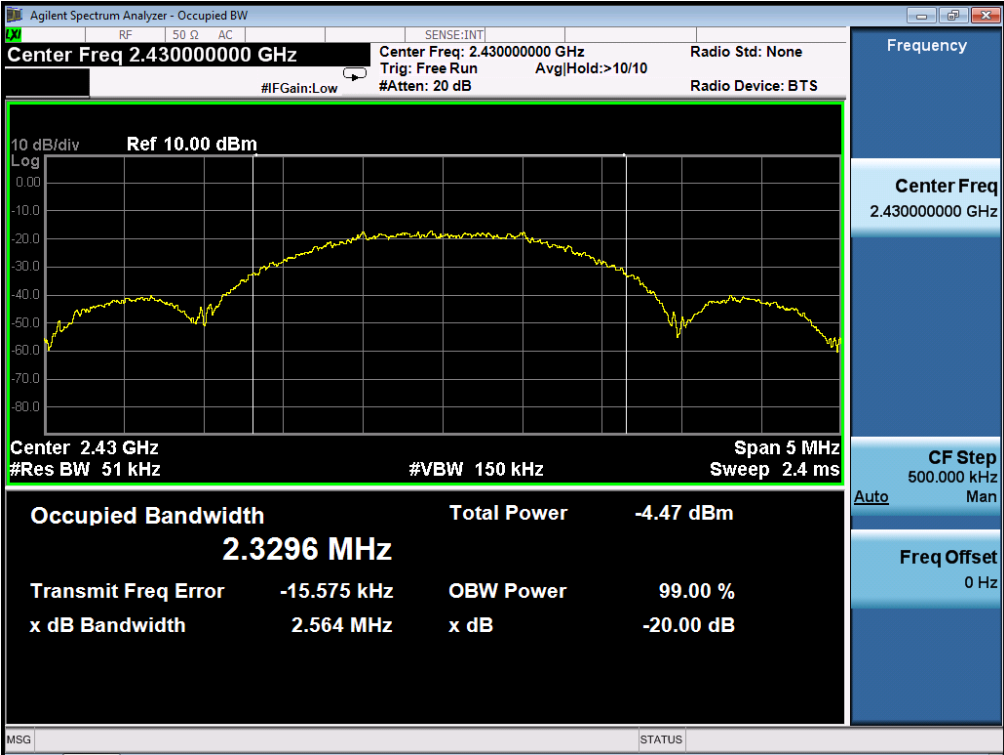 Agilent Spectrum Analyzer - Occupied BW
LXI
RF 50 Ω AC SENSE:INT
Center Freq 2.430000000 GHz
Center Freq: 2.430000000 GHz
Radio Std: None
Trig: Free Run Avg|Hold:>10/10
#IFGain:Low
#Atten: 20 dB
Radio Device: BTS
10 dB/div Ref 10.00 dBm
Log
0.00
-10.0
-20.0
-30.0
-40.0
-50.0
-60.0
-70.0
-80.0
Center 2.43 GHz
Span 5 MHz
#Res BW 51 kHz
#VBW 150 kHz
Sweep 2.4 ms
Occupied Bandwidth
2.3296 MHz
Total Power -4.47 dBm
Transmit Freq Error -15.575 kHz
OBW Power 99.00 %
x dB Bandwidth 2.564 MHz
x dB -20.00 dB
Frequency
Center Freq
2.430000000 GHz
CF Step
500.000 kHz
Auto Man
Freq Offset
0 Hz
MSG
STATUS